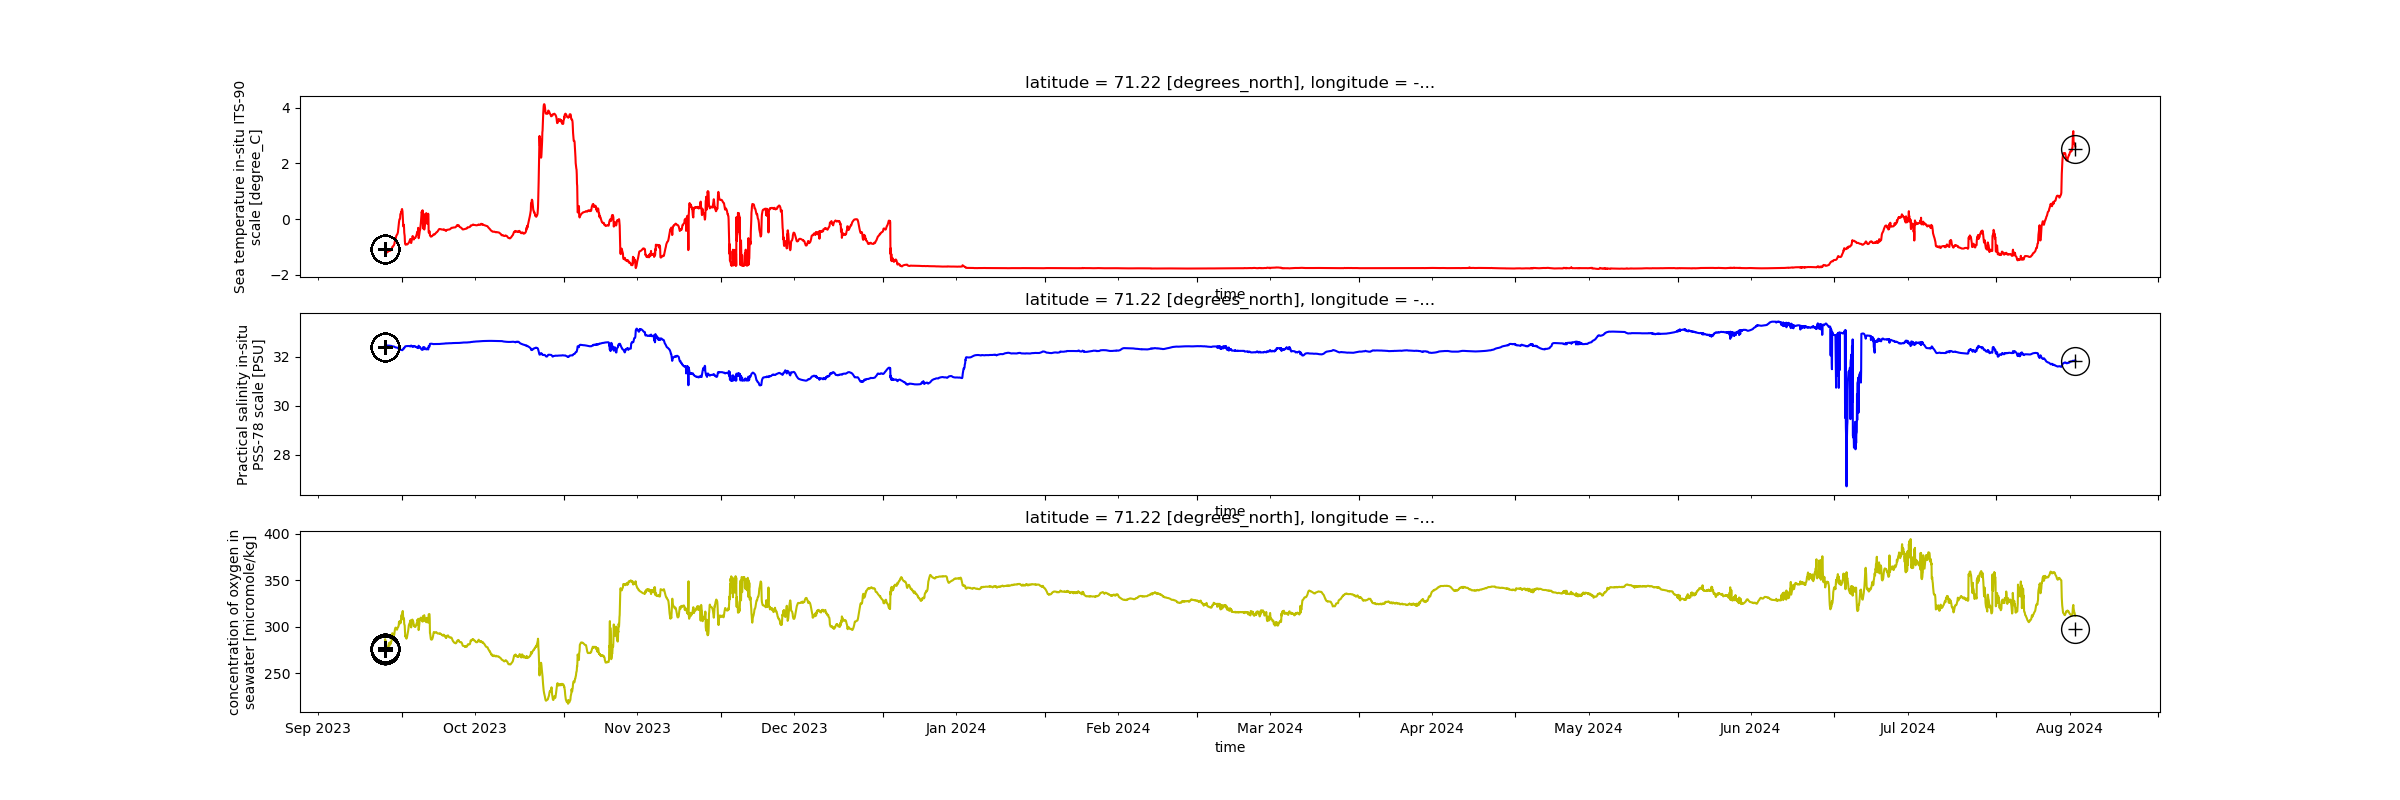 latitude = 71.22 [degrees_north], longitude = -...
Sea temperature in-situ ITS-90
scale [degree_C]
4
2
0
−2
time
latitude = 71.22 [degrees_north], longitude = -...
Practical salinity in-situ
PSS-78 scale [PSU]
32
30
28
time
latitude = 71.22 [degrees_north], longitude = -...
concentration of oxygen in
seawater [micromole/kg]
400
350
300
250
Sep 2023 Oct 2023 Nov 2023 Dec 2023 Jan 2024 Feb 2024 Mar 2024 Apr 2024 May 2024 Jun 2024 Jul 2024 Aug 2024
time